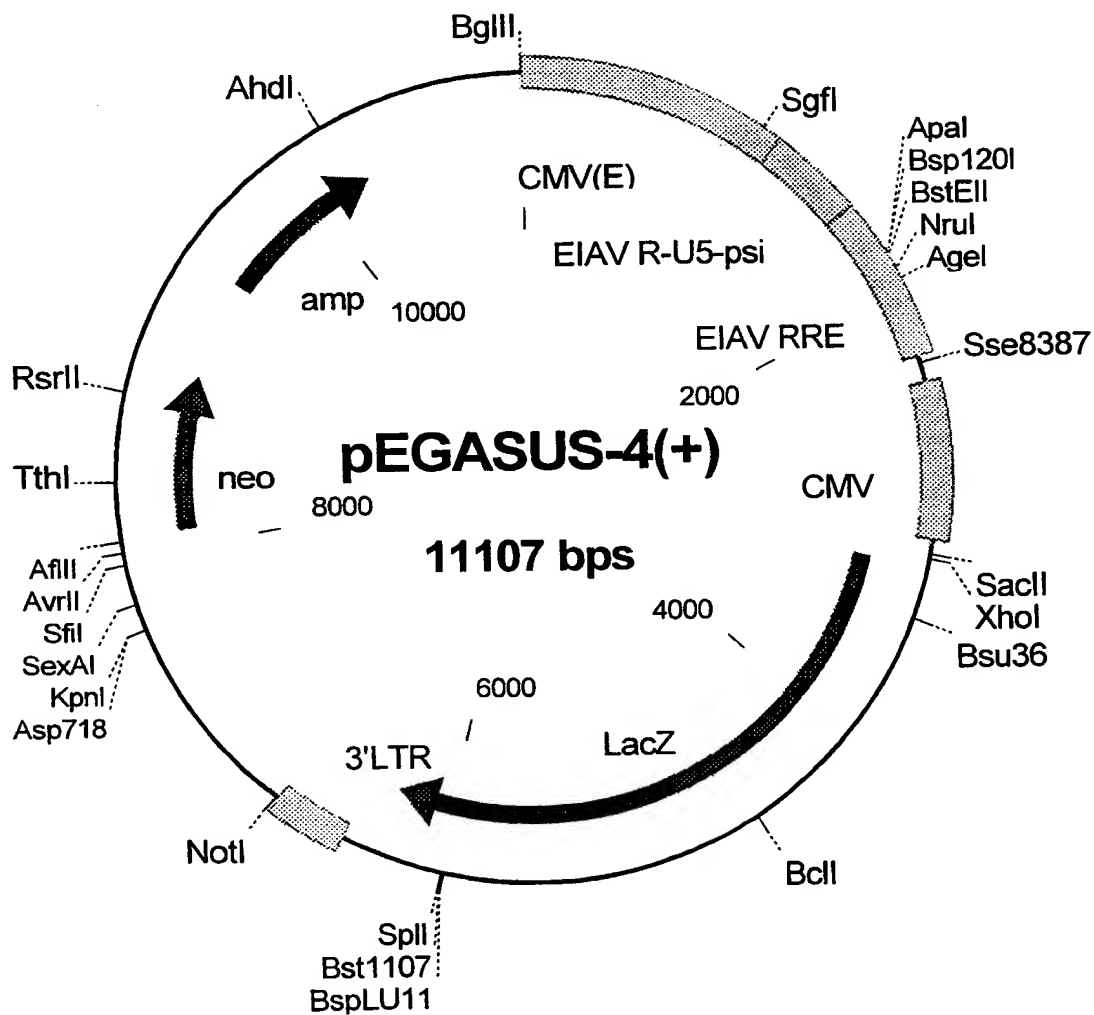 BglII
AhdI
SgfI
ApaI
Bsp120I
BstEII
NruI
AgeI
CMV(E)
EIAV R-U5-psi
amp
10000
EIAV RRE
Sse8387
2000
RsrII
pEGASUS-4(+)
TthI
neo
8000
CMV
11107 bps
AflII
AvrII
SfiI
SexAI
KpnI
Asp718
4000
SacII
XhoI
Bsu36
6000
LacZ
3'LTR
NotI
BclI
SplI
Bst1107
BspLU11